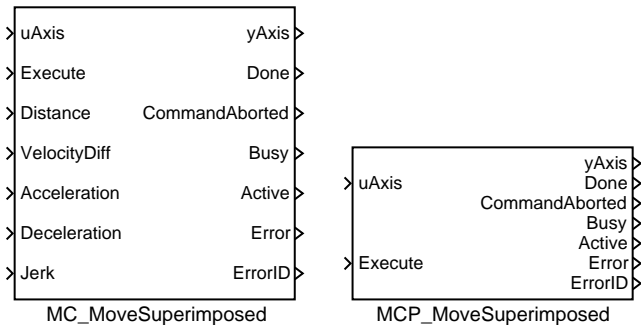 uAxis yAxis
Execute Done
Distance CommandAborted
VelocityDiff Busy
Acceleration Active
Deceleration Error
Jerk ErrorID
MC_MoveSuperimposed
yAxis
uAxis Done
CommandAborted
Busy
Active
Execute Error
ErrorID
MCP_MoveSuperimposed